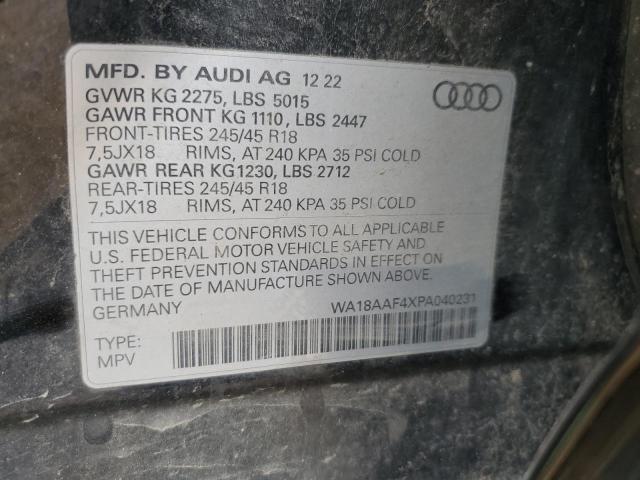 MFD. BY AUDI AG 12 22
GVWR KG 2275, LBS 5015
GAWR FRONT KG 1110, LBS 2447
FRONT-TIRES 245/45 R18
7,5JX18 RIMS, AT 240 KPA 35 PSI COLD
GAWR REAR KG1230, LBS 2712
REAR-TIRES 245/45 R18
7,5JX18 RIMS, AT 240 KPA 35 PSI COLD
THIS VEHICLE CONFORMS TO ALL APPLICABLE
U.S. FEDERAL MOTOR VEHICLE SAFETY AND
THEFT PREVENTION STANDARDS IN EFFECT ON
THE DATE OF MANUFACTURE SHOWN ABOVE.
GERMANY WA18AAF4XPA040231
TYPE:
MPV